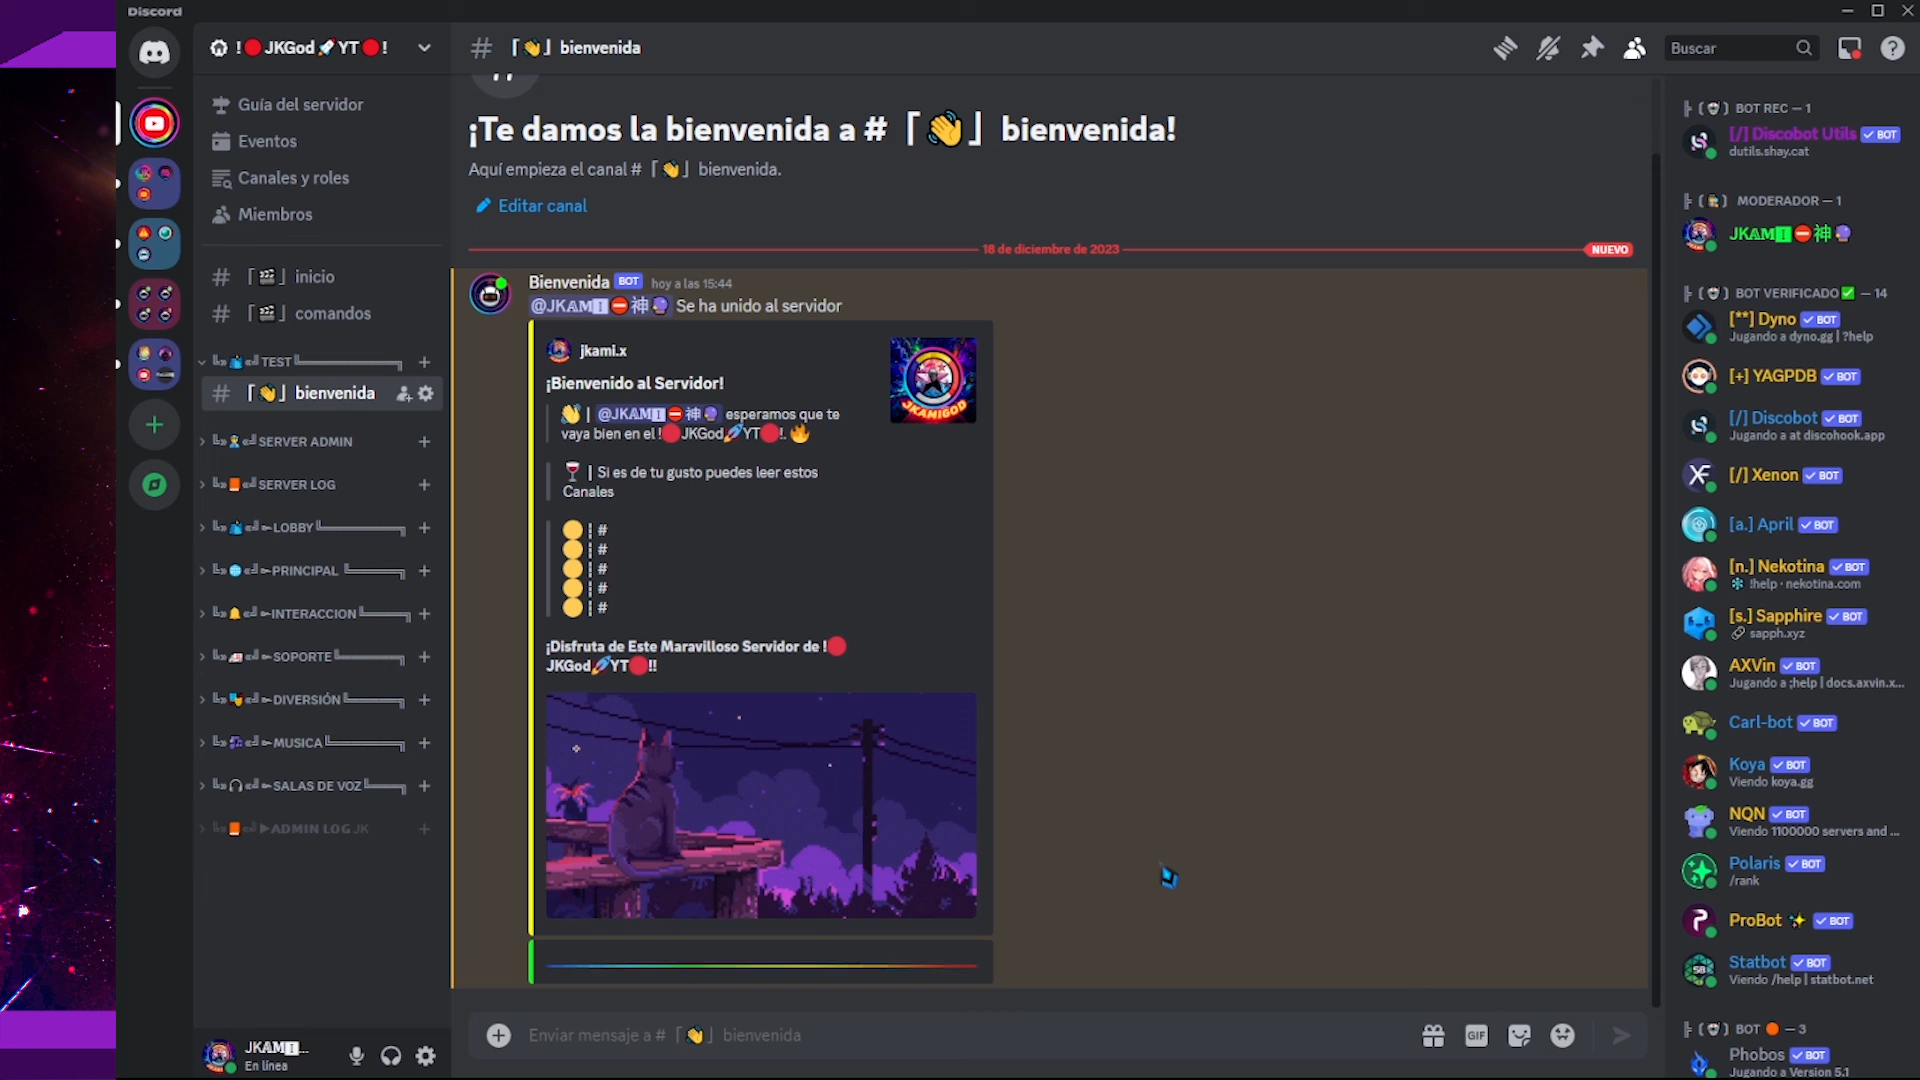 Discord
! 🔴 JKGod 🚀 YT 🔴 !
Guía del servidor
Eventos
Canales y roles
Miembros
# 「🎬」 inicio
# 「🎬」 comandos
TEST
# 「👋」 bienvenida
SERVER ADMIN
SERVER LOG
LOBBY
PRINCIPAL
INTERACCION
SOPORTE
DIVERSIÓN
MUSICA
SALAS DE VOZ
ADMIN LOG JK
JKAMI...
En línea
# 「👋」 bienvenida
Buscar
¡Te damos la bienvenida a # 「👋」 bienvenida!
Aquí empieza el canal # 「👋」 bienvenida.
Editar canal
18 de diciembre de 2023
NUEVO
Bienvenida BOT hoy a las 15:44
@JKAMI⛔神🔮 Se ha unido al servidor
jkami.x
JKAMIGOD
¡Bienvenido al Servidor!
👋 | @JKAMI⛔神🔮 esperamos que te
vaya bien en el !🔴JKGod🚀YT🔴!. 🔥
🍷 | Si es de tu gusto puedes leer estos
Canales
🟡 ¦ #
🟡 ¦ #
🟡 ¦ #
🟡 ¦ #
🟡 ¦ #
¡Disfruta de Este Maravilloso Servidor de !🔴
JKGod🚀YT🔴!!
Enviar mensaje a # 「👋」 bienvenida
GIF
BOT REC — 1
[/] Discobot Utils ✓ BOT
dutils.shay.cat
MODERADOR — 1
JKAMI⛔神🔮
BOT VERIFICADO✅ — 14
[**] Dyno ✓ BOT
Jugando a dyno.gg | ?help
[+] YAGPDB ✓ BOT
[/] Discobot ✓ BOT
Jugando a at discohook.app
[/] Xenon ✓ BOT
[a.] April ✓ BOT
[n.] Nekotina ✓ BOT
❄ !help · nekotina.com
[s.] Sapphire ✓ BOT
🔗 sapph.xyz
AXVin ✓ BOT
Jugando a ;help | docs.axvin.x...
Carl-bot ✓ BOT
Koya ✓ BOT
Viendo koya.gg
NQN ✓ BOT
Viendo 1100000 servers and ...
Polaris ✓ BOT
/rank
ProBot ✨ ✓ BOT
Statbot ✓ BOT
Viendo /help | statbot.net
BOT 🟠 — 3
Phobos ✓ BOT
Jugando a Version 5.1